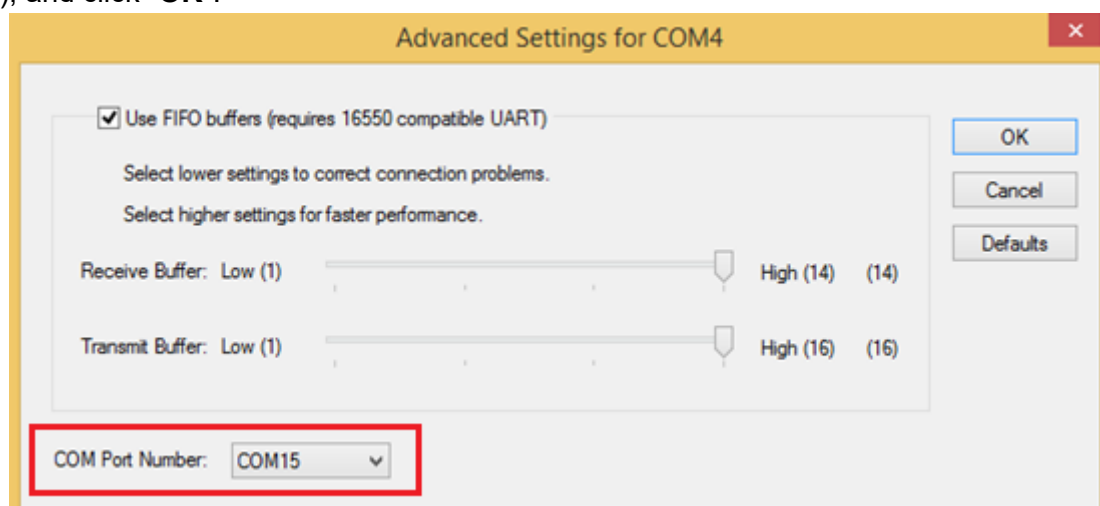 ), and click "OK".
Advanced Settings for COM4
Use FIFO buffers (requires 16550 compatible UART)
OK
Select lower settings to correct connection problems.
Cancel
Select higher settings for faster performance.
Defaults
Receive Buffer: Low (1) High (14) (14)
Transmit Buffer: Low (1) High (16) (16)
COM Port Number: COM15